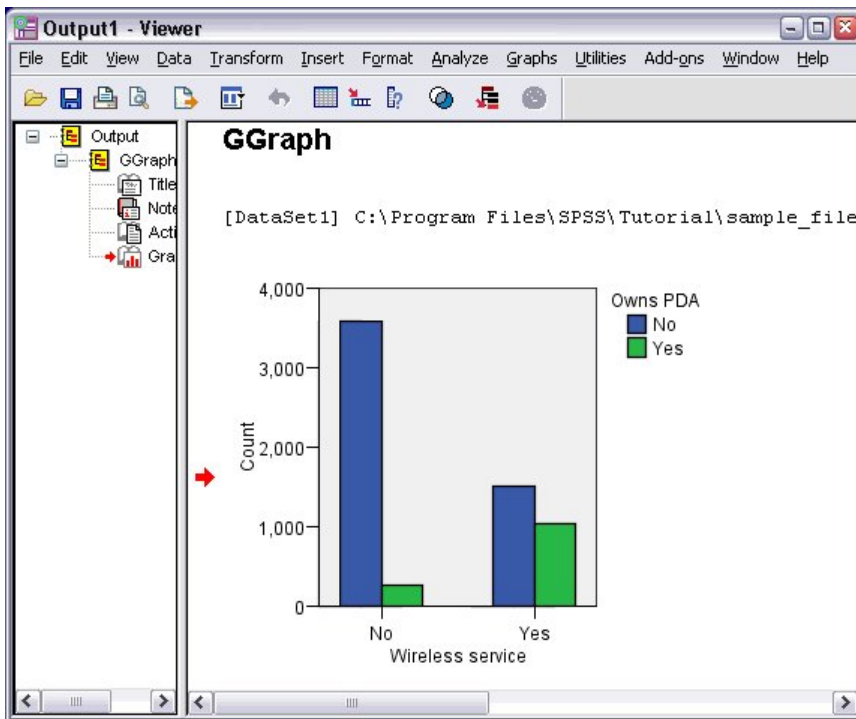 Output1 - Viewer
File Edit View Data Transform Insert Format Analyze Graphs Utilities Add-ons Window Help
Output
GGraph
Title
Note
Acti
Gra
GGraph
[DataSet1] C:\Program Files\SPSS\Tutorial\sample_file
4,000
3,000
2,000
1,000
0
Count
No Yes
Wireless service
Owns PDA
No
Yes